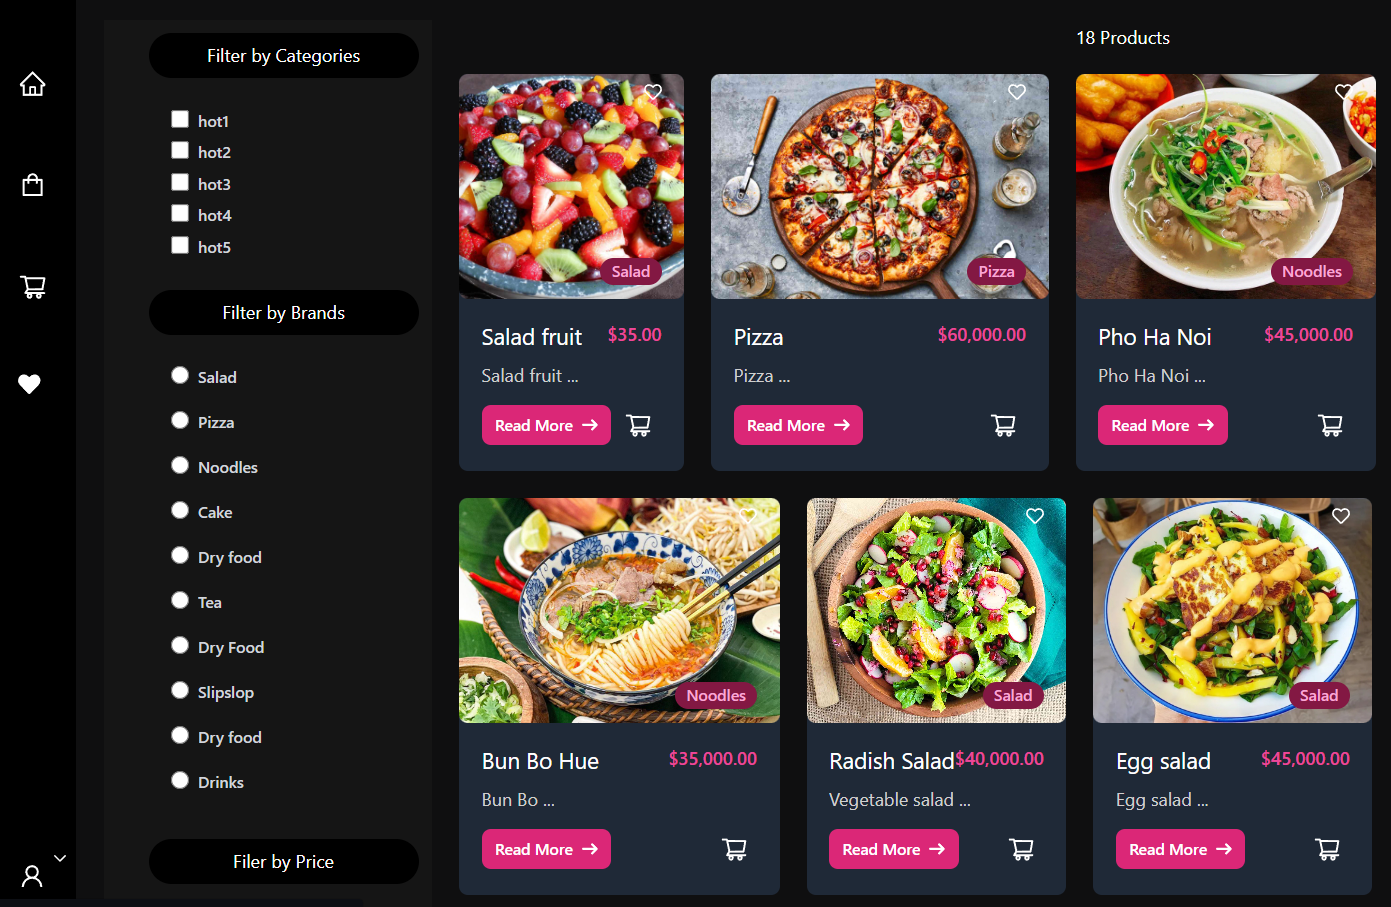 Filter by Categories
hot1
hot2
hot3
hot4
hot5
Filter by Brands
Salad
Pizza
Noodles
Cake
Dry food
Tea
Dry Food
Slipslop
Dry food
Drinks
Filer by Price
18 Products
Salad
Salad fruit $35.00
Salad fruit ...
Read More
Pizza
Pizza $60,000.00
Pizza ...
Read More
Noodles
Pho Ha Noi $45,000.00
Pho Ha Noi ...
Read More
Noodles
Bun Bo Hue $35,000.00
Bun Bo ...
Read More
Salad
Radish Salad $40,000.00
Vegetable salad ...
Read More
Salad
Egg salad $45,000.00
Egg salad ...
Read More